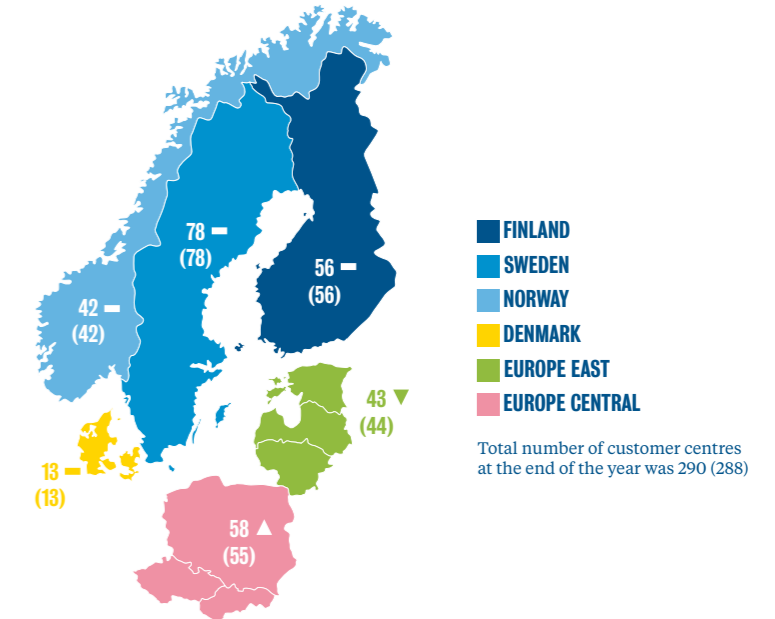 78
(78)
56
(56)
42
(42)
43
(44)
13
(13)
58
(55)
FINLAND
SWEDEN
NORWAY
DENMARK
EUROPE EAST
EUROPE CENTRAL
Total number of customer centres
at the end of the year was 290 (288)